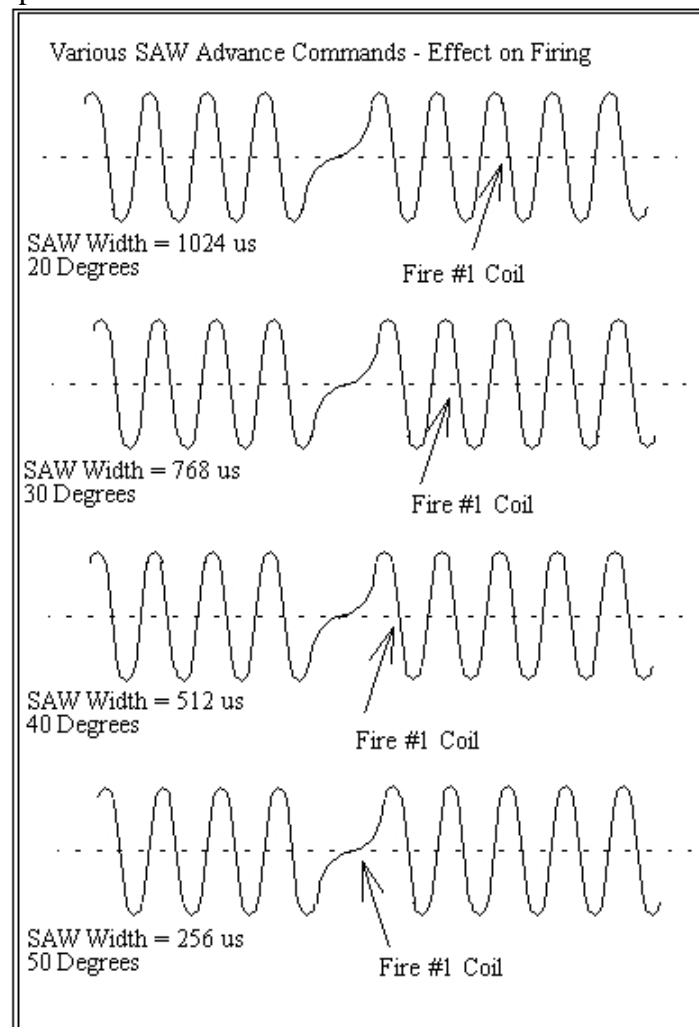 Various SAW Advance Commands - Effect on Firing
SAW Width = 1024 us
20 Degrees
Fire #1 Coil
SAW Width = 768 us
30 Degrees
Fire #1 Coil
SAW Width = 512 us
40 Degrees
Fire #1 Coil
SAW Width = 256 us
50 Degrees
Fire #1 Coil